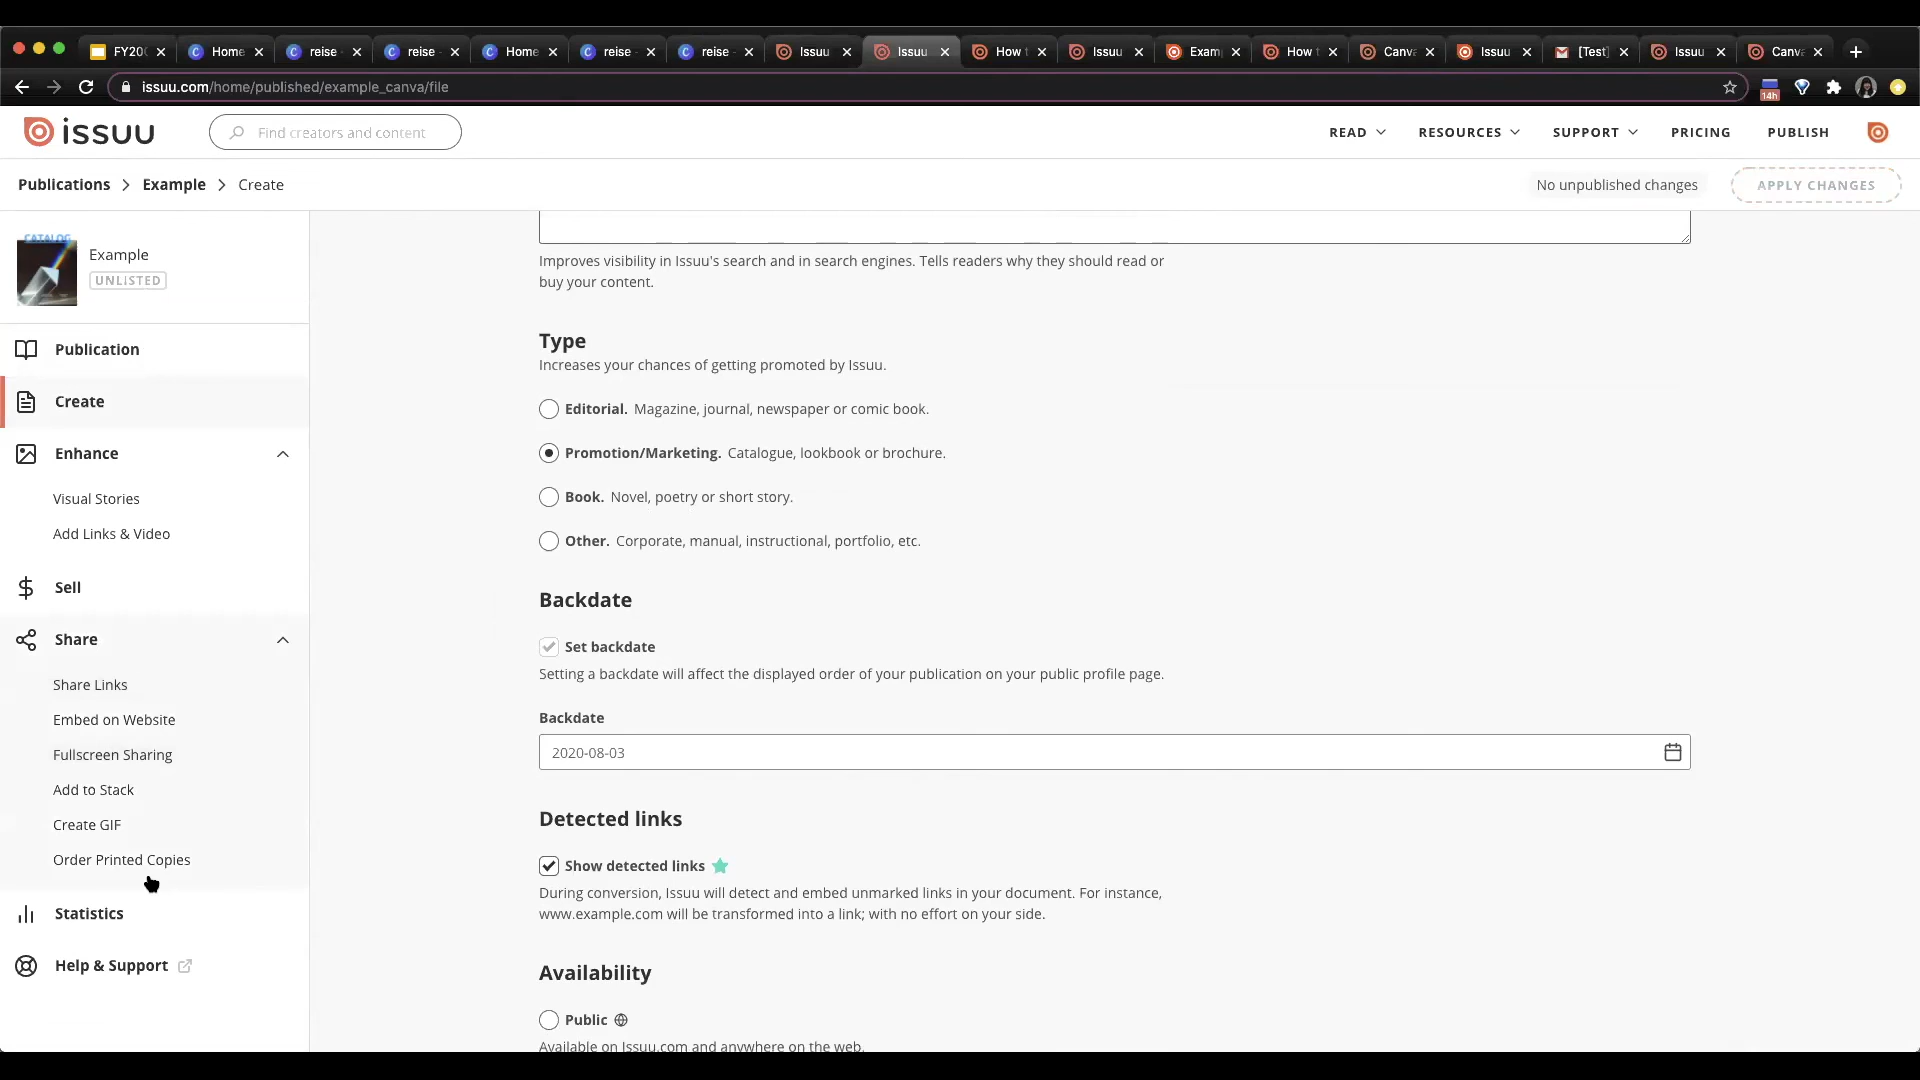 FY20
Home
reise
reise
Home
reise
reise
Issuu
Issuu
How t
Issuu
Exam
How t
Canva
Issuu
[Test]
Issuu
Canva
issuu.com/home/published/example_canva/file
14h
issuu
Find creators and content
READ
RESOURCES
SUPPORT
PRICING
PUBLISH
Publications > Example > Create
No unpublished changes
APPLY CHANGES
CATALOG
Example
UNLISTED
Publication
Create
Enhance
Visual Stories
Add Links & Video
Sell
Share
Share Links
Embed on Website
Fullscreen Sharing
Add to Stack
Create GIF
Order Printed Copies
Statistics
Help & Support
Improves visibility in Issuu's search and in search engines. Tells readers why they should read or
buy your content.
Type
Increases your chances of getting promoted by Issuu.
Editorial. Magazine, journal, newspaper or comic book.
Promotion/Marketing. Catalogue, lookbook or brochure.
Book. Novel, poetry or short story.
Other. Corporate, manual, instructional, portfolio, etc.
Backdate
Set backdate
Setting a backdate will affect the displayed order of your publication on your public profile page.
Backdate
2020-08-03
Detected links
Show detected links
During conversion, Issuu will detect and embed unmarked links in your document. For instance,
www.example.com will be transformed into a link; with no effort on your side.
Availability
Public
Available on Issuu.com and anywhere on the web.